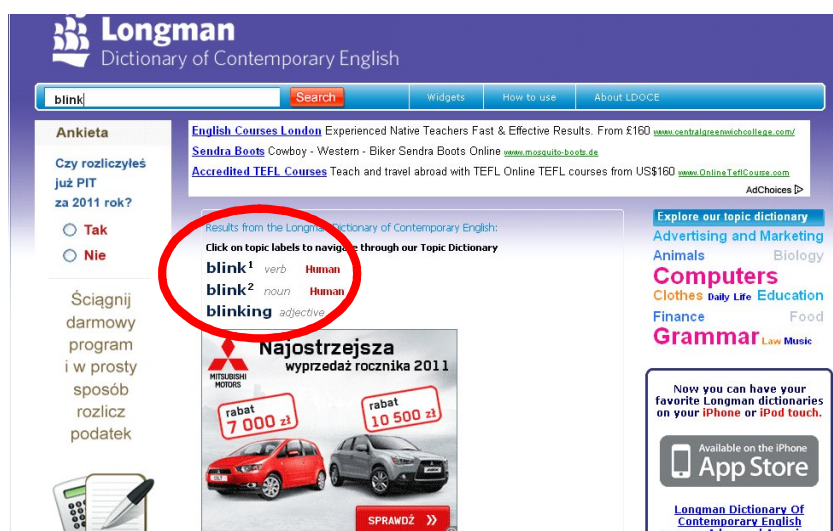 Longman
Dictionary of Contemporary English
blink
Search
Widgets
How to use
About LDOCE
Ankieta
Czy rozliczyłeś
już PIT
za 2011 rok?
Tak
Nie
Ściągnij
darmowy
program
i w prosty
sposób
rozlicz
podatek
English Courses London Experienced Native Teachers Fast & Effective Results. From £160 www.centralgreenwichcollege.com/
Sendra Boots Cowboy - Western - Biker Sendra Boots Online www.mosquito-boots.de
Accredited TEFL Courses Teach and travel abroad with TEFL Online TEFL courses from US$160 www.OnlineTeflCourse.com
AdChoices
Results from the Longman Dictionary of Contemporary English:
Click on topic labels to navigate through our Topic Dictionary
blink¹ verb Human
blink² noun Human
blinking adjective
MITSUBISHI
MOTORS
Najostrzejsza
wyprzedaż rocznika 2011
rabat
7 000 zł
rabat
10 500 zł
SPRAWDŹ
Explore our topic dictionary
Advertising and Marketing
Animals Biology
Computers
Clothes Daily Life Education
Finance Food
Grammar Law Music
Now you can have your
favorite Longman dictionaries
on your iPhone or iPod touch.
Available on the iPhone
App Store
Longman Dictionary Of
Contemporary English